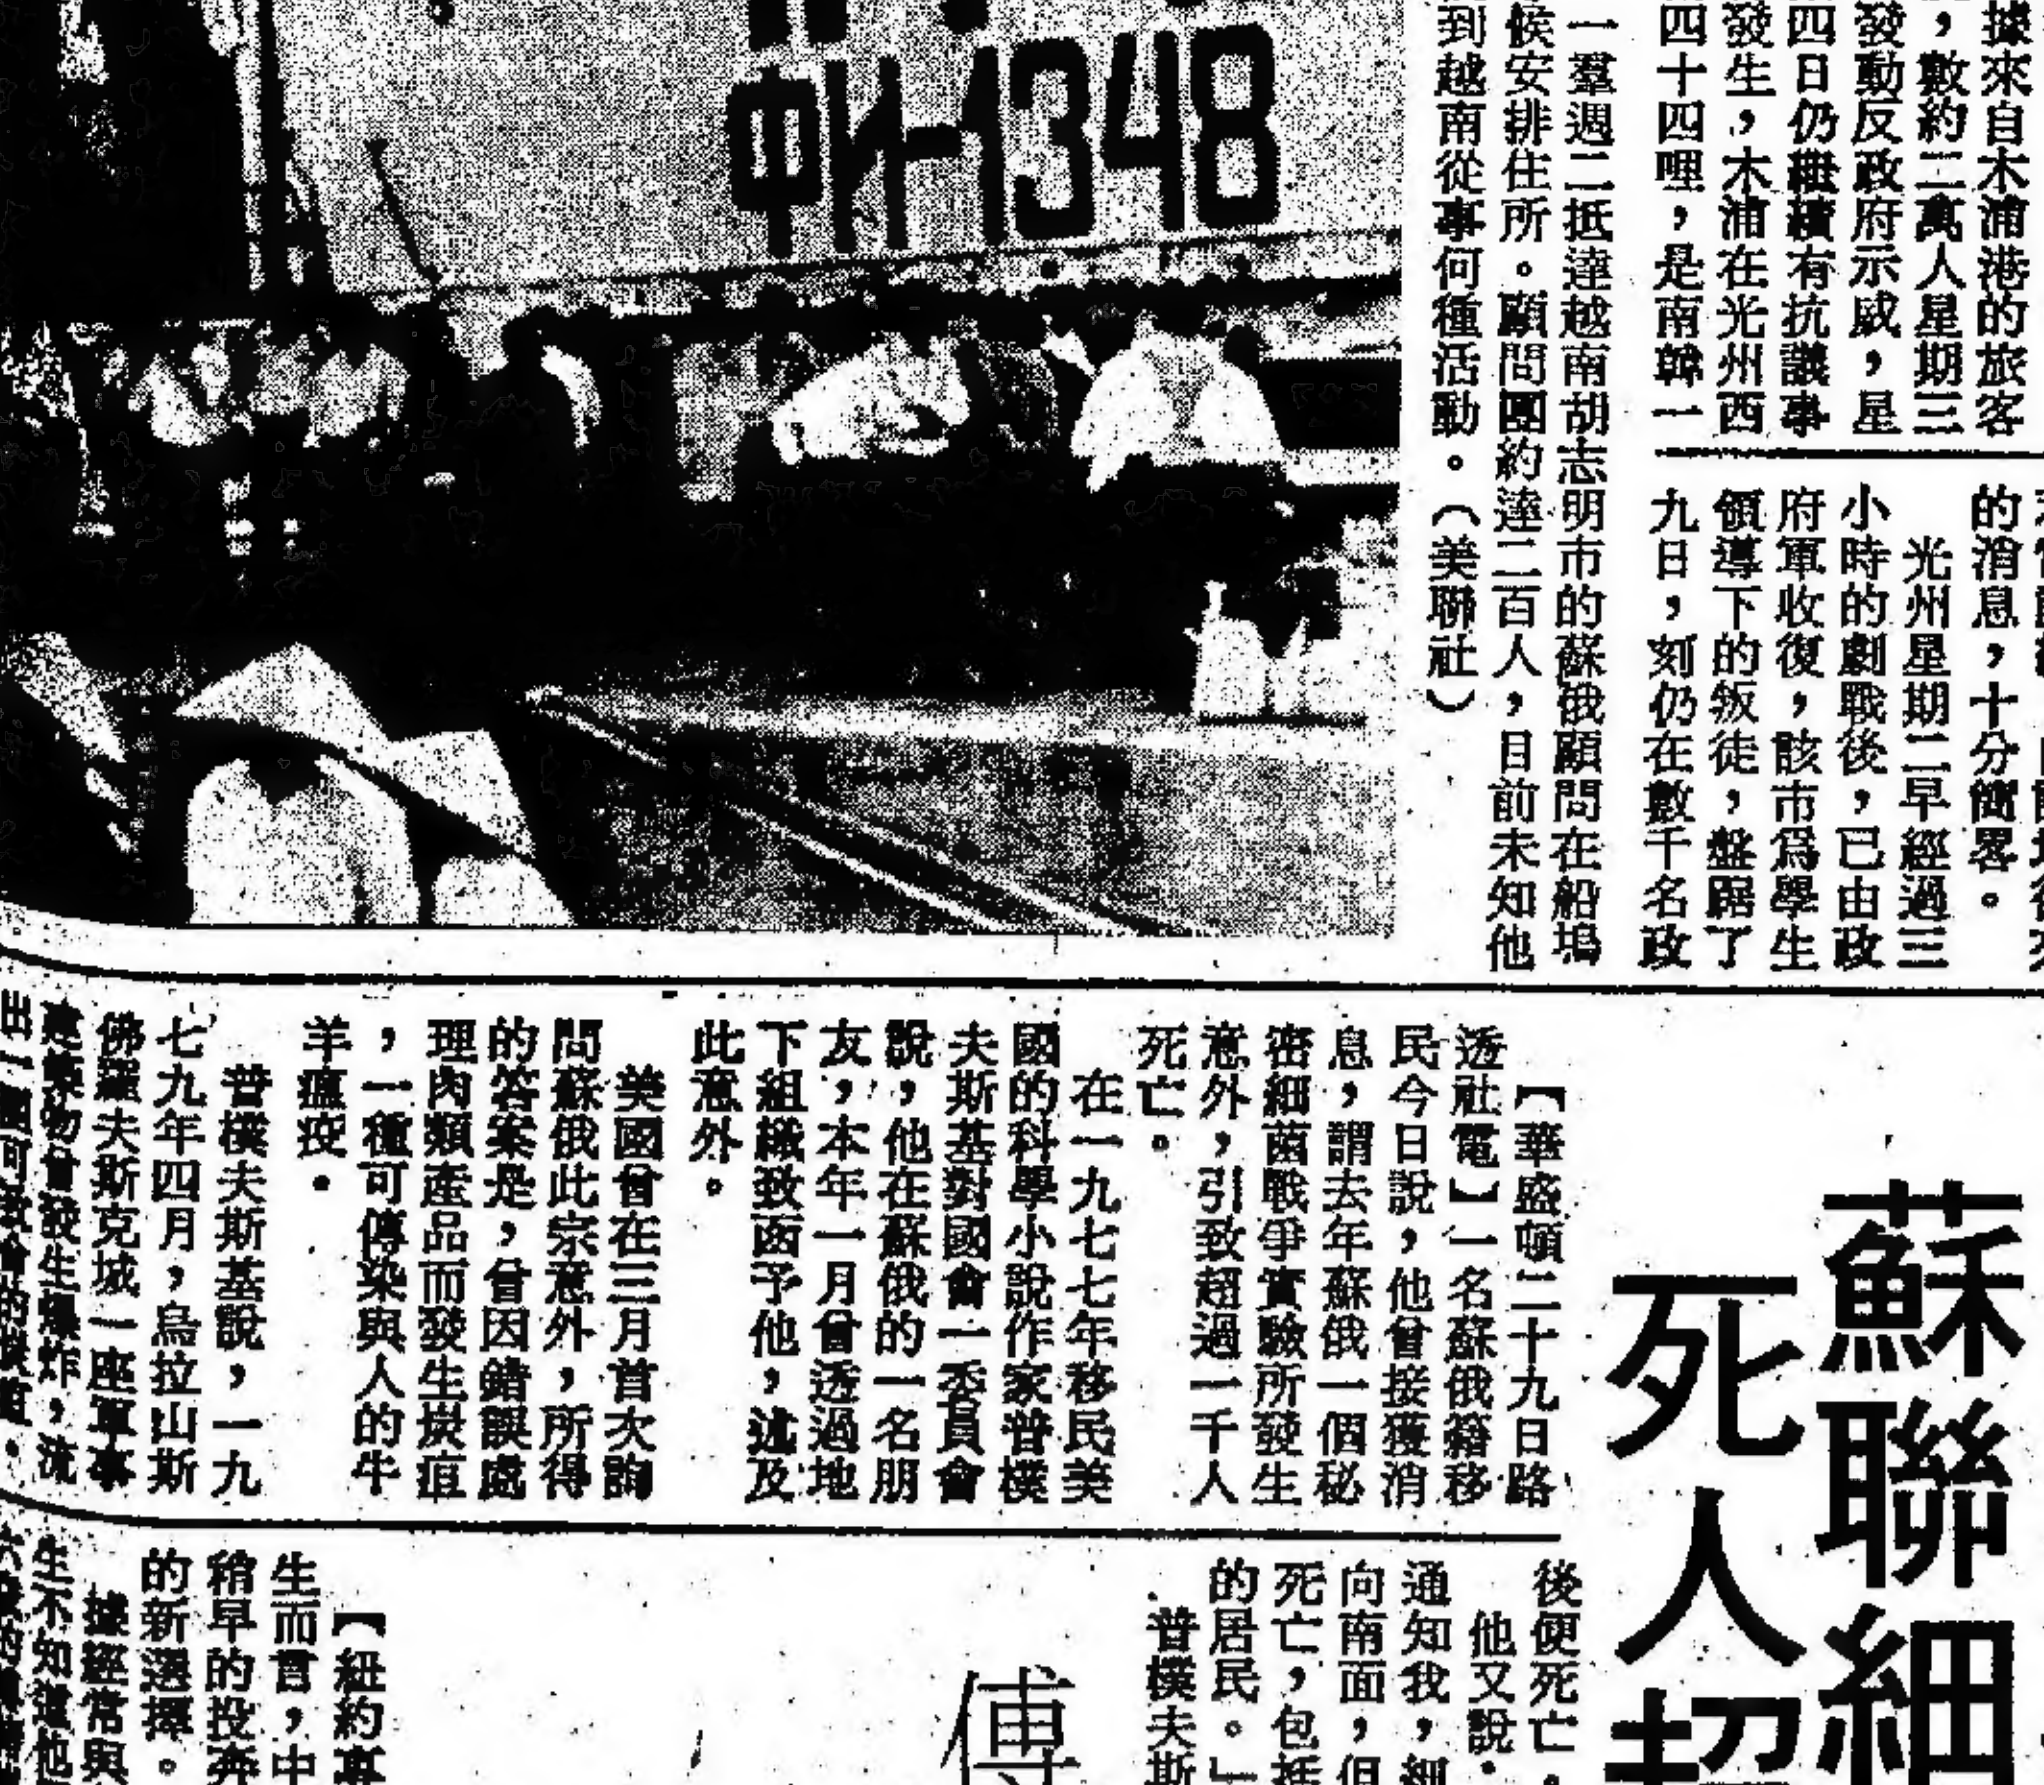 據來自木浦港的旅客
，數約二萬人星期三
發動反政府示威，星
四日仍繼續有抗議事
發生，木浦在光州西
四十四哩，是南韓一
的消息，十分簡畧。
光州星期二早經過三
小時的劇戰後，已由政
府軍收復，該市爲學生
領導下的叛徒，盤踞了
九日，刻仍在數千名政
一羣週二抵達越南胡志明市的蘇俄顧問在船塢
候安排住所。顧問團約達二百人，目前未知他
到越南從事何種活動。（美聯社）
1348
蘇聯細
死人超
【華盛頓二十九日路
透社電】一名蘇俄籍移
民今日說，他曾接獲消
息，謂去年蘇俄一個秘
密細菌戰爭實驗所發生
意外，引致超過一千人
死亡。
在一九七七年移民美
國的科學小說作家普樸
夫斯基對國會一委員會
說，他在蘇俄的一名朋
友，本年一月曾透過地
下組織致函予他，述及
此意外。
美國曾在三月首次詢
問蘇俄此宗意外，所得
的答案是，曾因錯誤處
理肉類產品而發生炭疽
，一種可傳染與人的牛
羊瘟疫。
普樸夫斯基說，一九
七九年四月，烏拉山斯
佛羅夫斯克城一座軍事
建築物曾發生爆炸，流
後便死亡。
他又說，
通知我，細
向南面，但
死亡，包括
的居民。」
普樸夫斯
傳
【紐約專
生而言，中
稍早的投奔
的新選擇。
據經常與
生不知道他